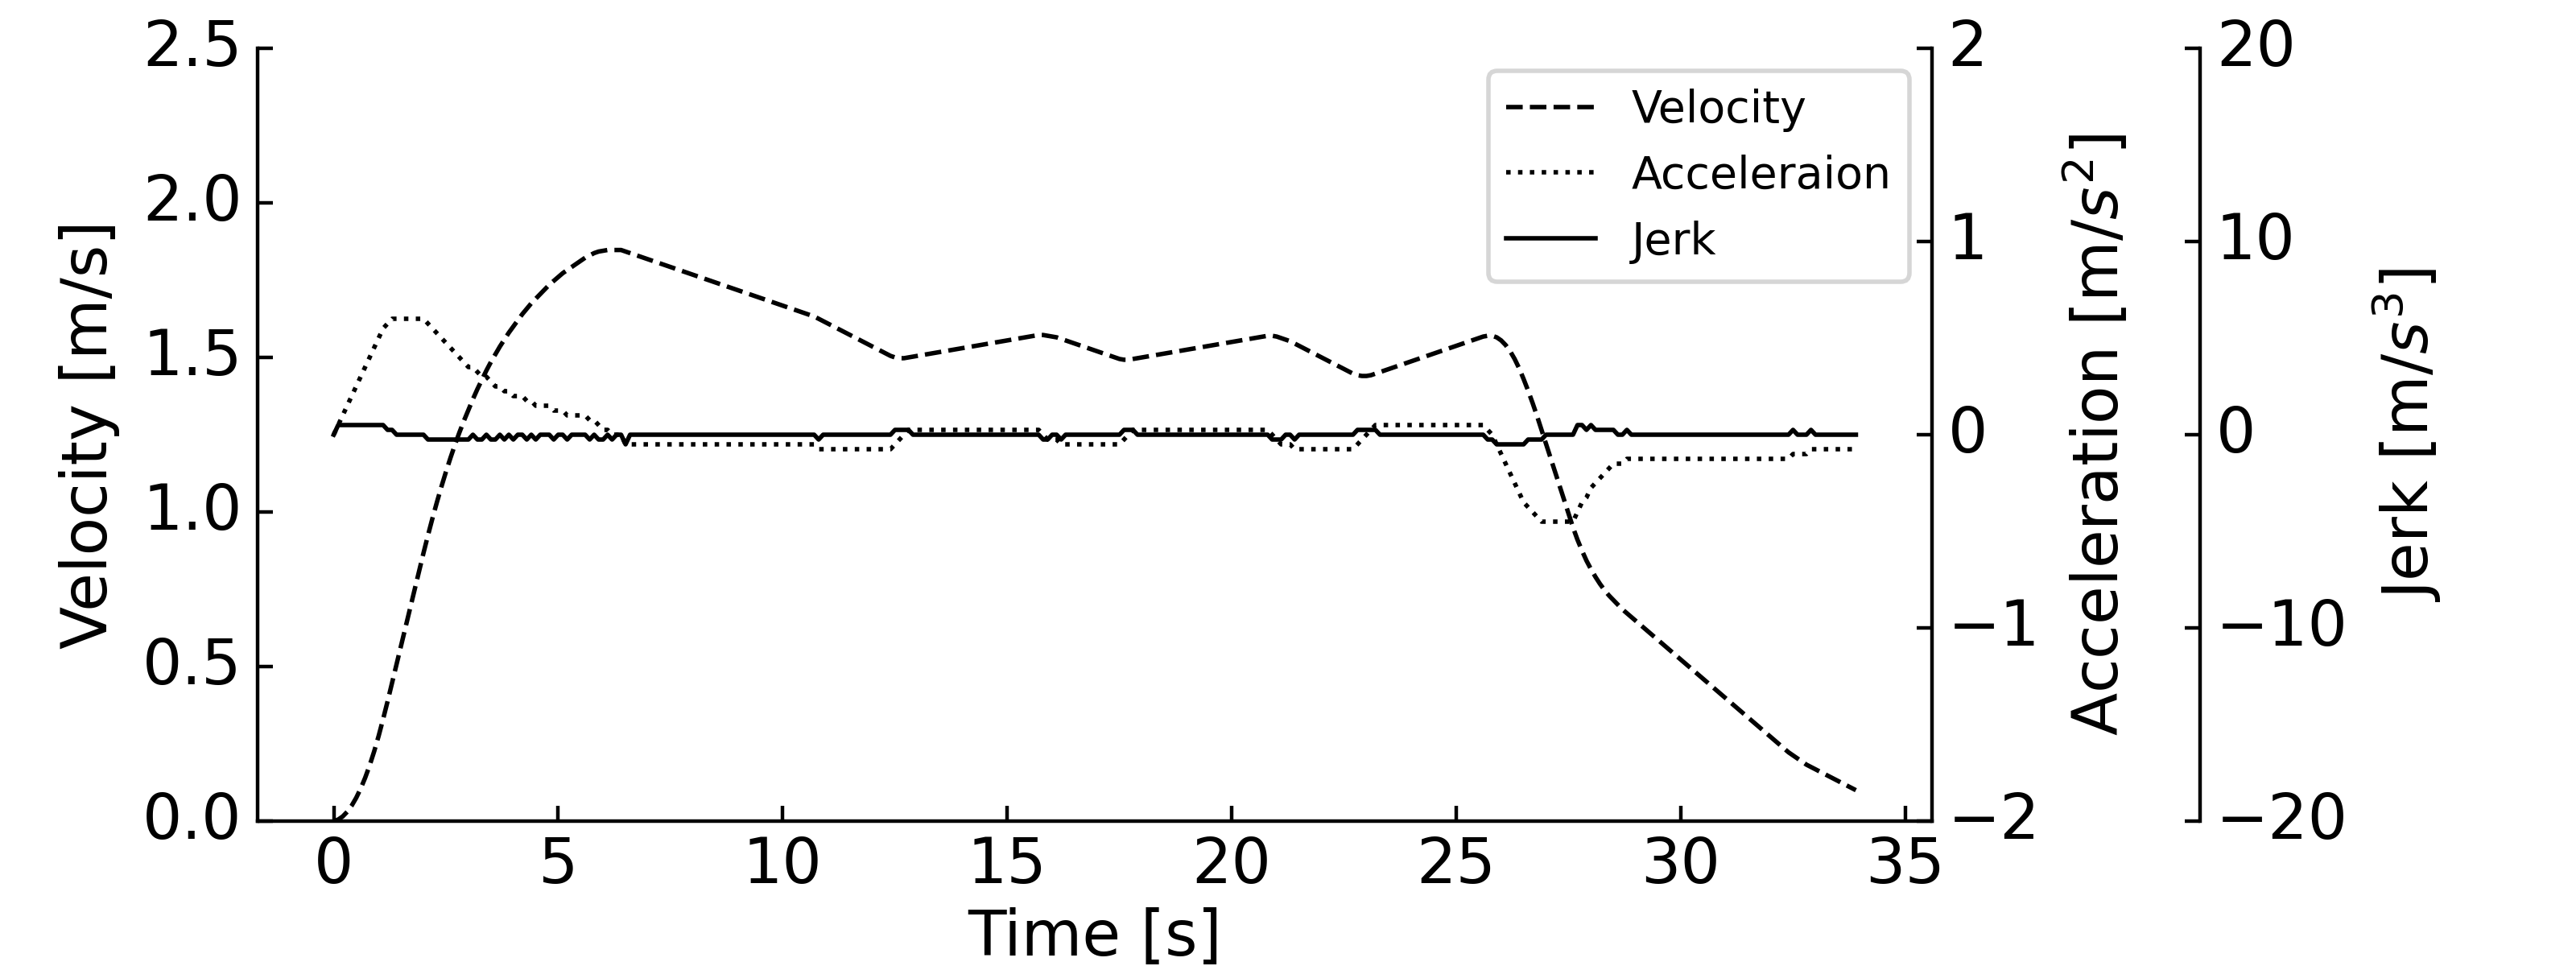 Velocity [m/s]
2.5
2.0
1.5
1.0
0.5
0.0
Velocity
Acceleraion
Jerk
2
1
0
−1
−2
Acceleration [m/s²]
20
10
0
−10
−20
Jerk [m/s³]
0 5 10 15 20 25 30 35
Time [s]